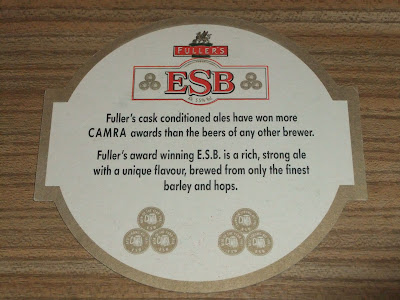 FULLER'S
ESB
Fuller's cask conditioned ales have won more
CAMRA awards than the beers of any other brewer.
Fuller's award winning E.S.B. is a rich, strong ale
with a unique flavour, brewed from only the finest
barley and hops.